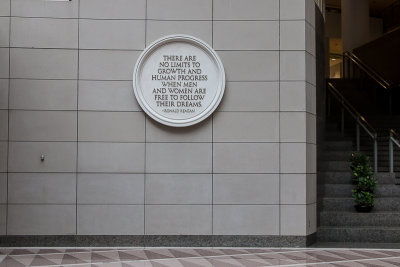 THERE ARE
NO LIMITS TO
GROWTH AND
HUMAN PROGRESS
WHEN MEN
AND WOMEN ARE
FREE TO FOLLOW
THEIR DREAMS.
-RONALD REAGAN